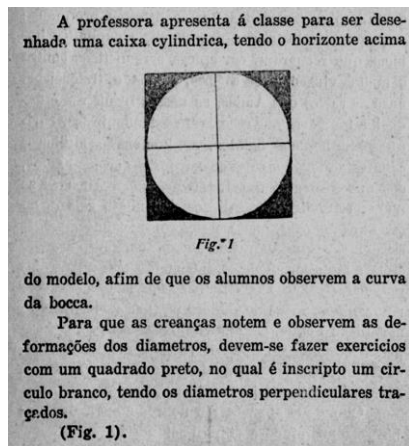 A professora apresenta á classe para ser dese-
nhada uma caixa cylindrica, tendo o horizonte acima
Fig.ª 1
do modelo, afim de que os alumnos observem a curva
da bocca.
Para que as creanças notem e observem as de-
formações dos diametros, devem-se fazer exercicios
com um quadrado preto, no qual é inscripto um cir-
culo branco, tendo os diametros perpendiculares tra-
çados.
(Fig. 1).